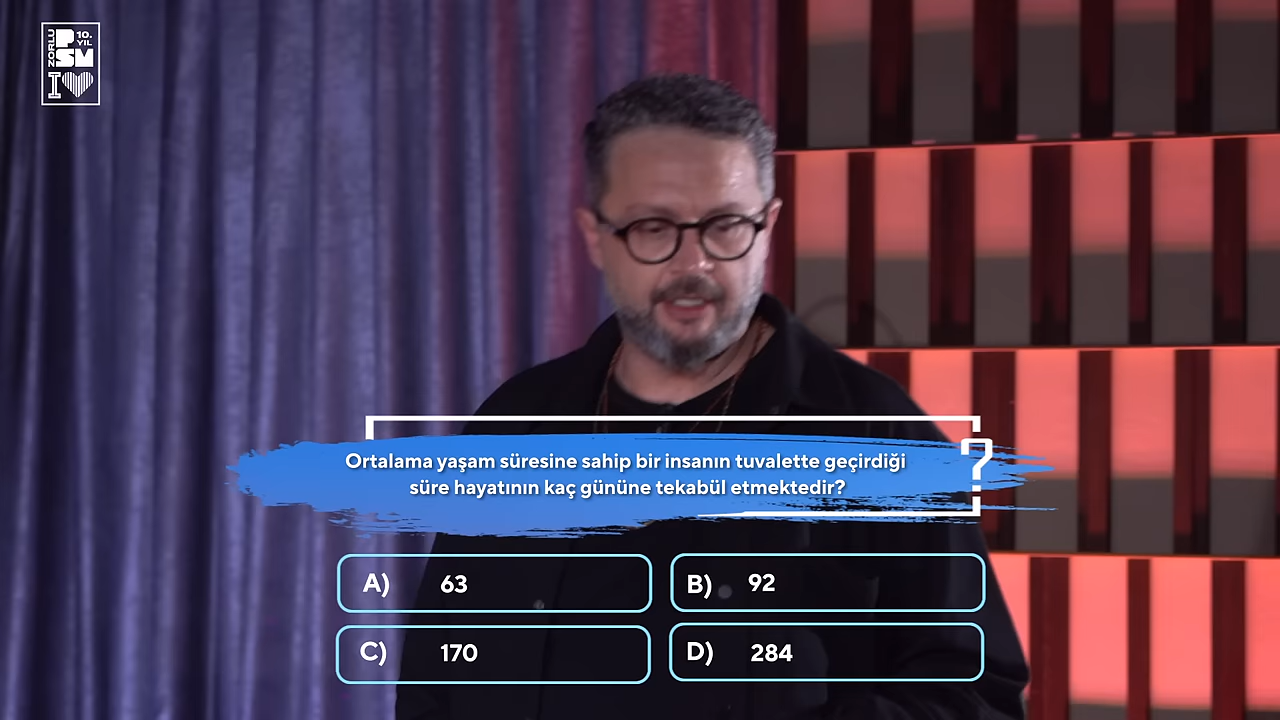 ZORLU
PSM
10.
YIL
I
Ortalama yaşam süresine sahip bir insanın tuvalette geçirdiği
süre hayatının kaç gününe tekabül etmektedir?
?
A) 63
B) 92
C) 170
D) 284